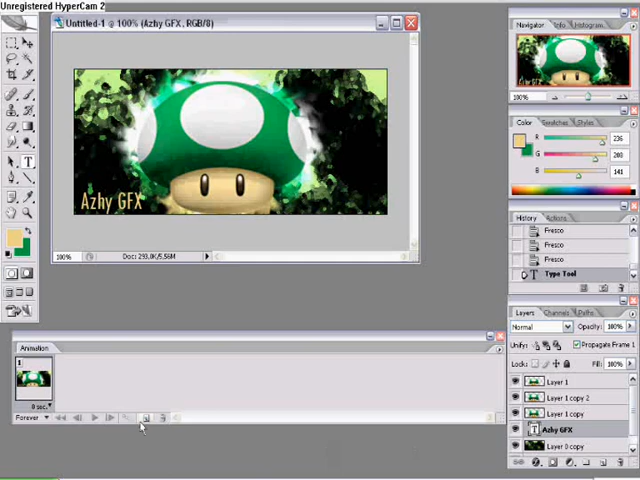 Unregistered HyperCam 2
Untitled-1 @ 100% (Azhy GFX, RGB/8)
Azhy GFX
100%
Doc: 293.0K/5.56M
Animation
1
0 sec.
Forever
Navigator
Info
Histogram
100%
Color
Swatches
Styles
R
236
G
200
B
141
History
Actions
Fresco
Fresco
Fresco
Type Tool
Layers
Channels
Paths
Normal
Opacity:
100%
Unify:
Propagate Frame 1
Lock:
Fill:
100%
Layer 1
Layer 1 copy 2
Layer 1 copy
Azhy GFX
Layer 0 copy